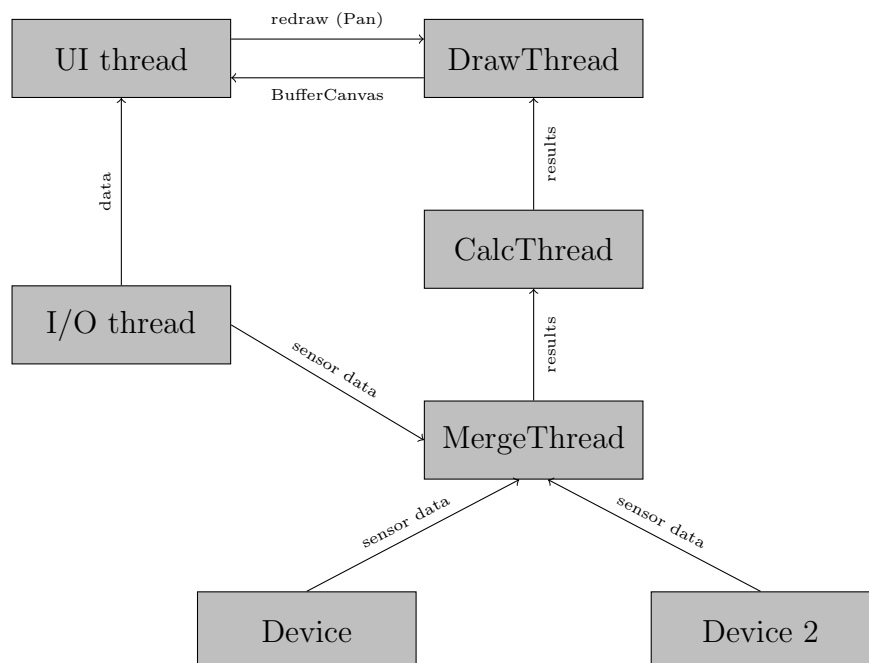 redraw (Pan)
UI thread
DrawThread
BufferCanvas
data
results
CalcThread
I/O thread
sensor data
results
MergeThread
sensor data
sensor data
Device
Device 2